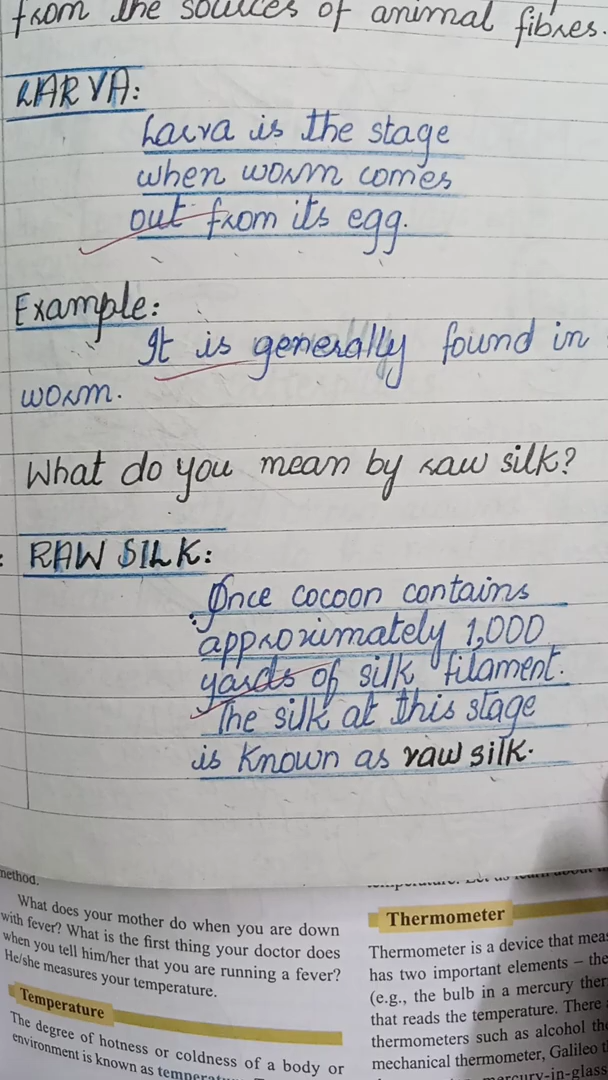 from the sources of animal fibres.
LARVA:
Larva is the stage
when worm comes
out from its egg.
Example:
It is generally found in
worm.
What do you mean by raw silk?
RAW SILK:
Once cocoon contains
approximately 1,000
yards of silk filament.
The silk at this stage
is known as raw silk.
method.
What does your mother do when you are down
with fever? What is the first thing your doctor does
when you tell him/her that you are running a fever?
He/she measures your temperature.
Temperature
The degree of hotness or coldness of a body or
environment is known as
Thermometer
Thermometer is a device that
has two important elements – the
(e.g., the bulb in a mercury
that reads the temperature. There
thermometers such as alcohol
mechanical thermometer, Galileo